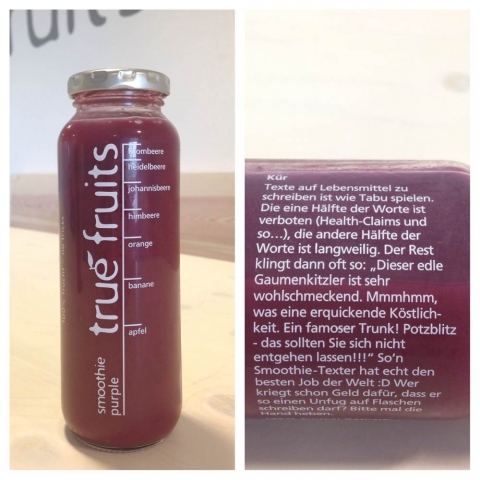 true fruits
smoothie
purple
brombeere
heidelbeere
johannisbeere
himbeere
orange
banane
apfel
Kür
Texte auf Lebensmittel zu
schreiben ist wie Tabu spielen.
Die eine Hälfte der Worte ist
verboten (Health-Claims und
so...), die andere Hälfte der
Worte ist langweilig. Der Rest
klingt dann oft so: „Dieser edle
Gaumenkitzler ist sehr
wohlschmeckend. Mmmhmm,
was eine erquickende Köstlich-
keit. Ein famoser Trunk! Potzblitz
- das sollten Sie sich nicht
entgehen lassen!!!“ So'n
Smoothie-Texter hat echt den
besten Job der Welt :D Wer
kriegt schon Geld dafür, dass er
so einen Unfug auf Flaschen
schreiben darf? Bitte mal die
Hand heben.